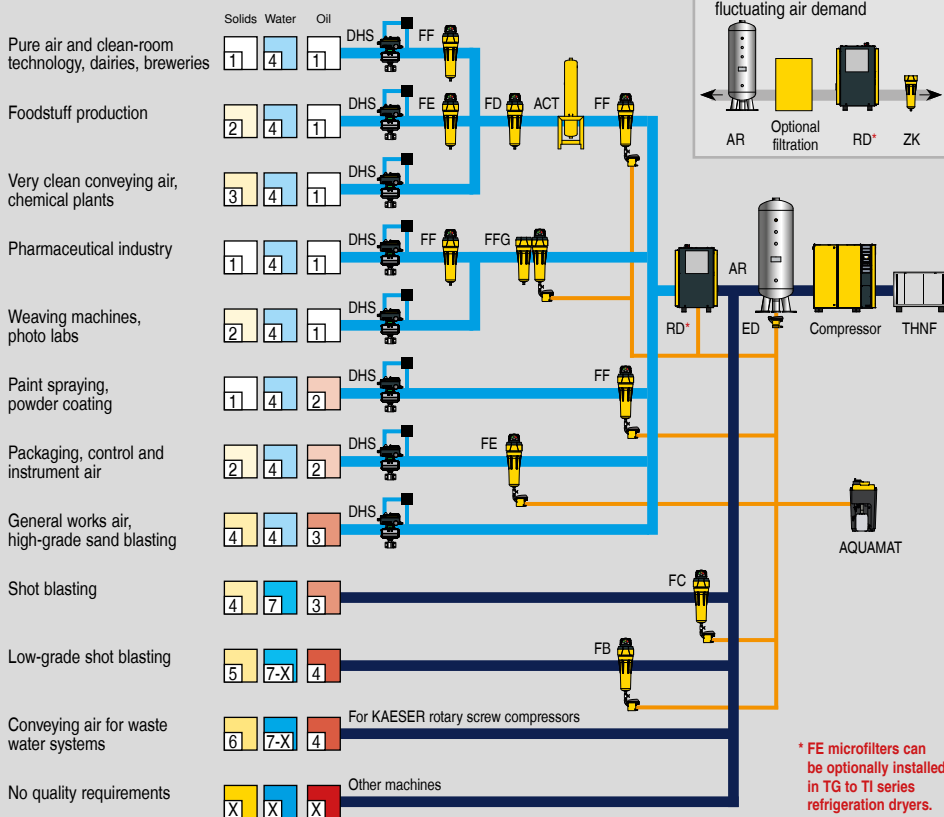 fluctuating air demand
AR
Optional
filtration
RD*
ZK
Solids Water Oil
Pure air and clean-room
technology, dairies, breweries
1 4 1
DHS FF
Foodstuff production
2 4 1
DHS FE FD ACT FF
Very clean conveying air,
chemical plants
3 4 1
DHS
Pharmaceutical industry
1 4 1
DHS FF FFG
AR
RD* ED Compressor THNF
Weaving machines,
photo labs
2 4 1
DHS
Paint spraying,
powder coating
1 4 2
DHS FF
Packaging, control and
instrument air
2 4 2
DHS FE
General works air,
high-grade sand blasting
4 4 3
DHS
AQUAMAT
Shot blasting
4 7 3
FC
Low-grade shot blasting
5 7-X 4
FB
Conveying air for waste
water systems
6 7-X 4
For KAESER rotary screw compressors
No quality requirements
X X X
Other machines
* FE microfilters can
be optionally installed
in TG to TI series
refrigeration dryers.